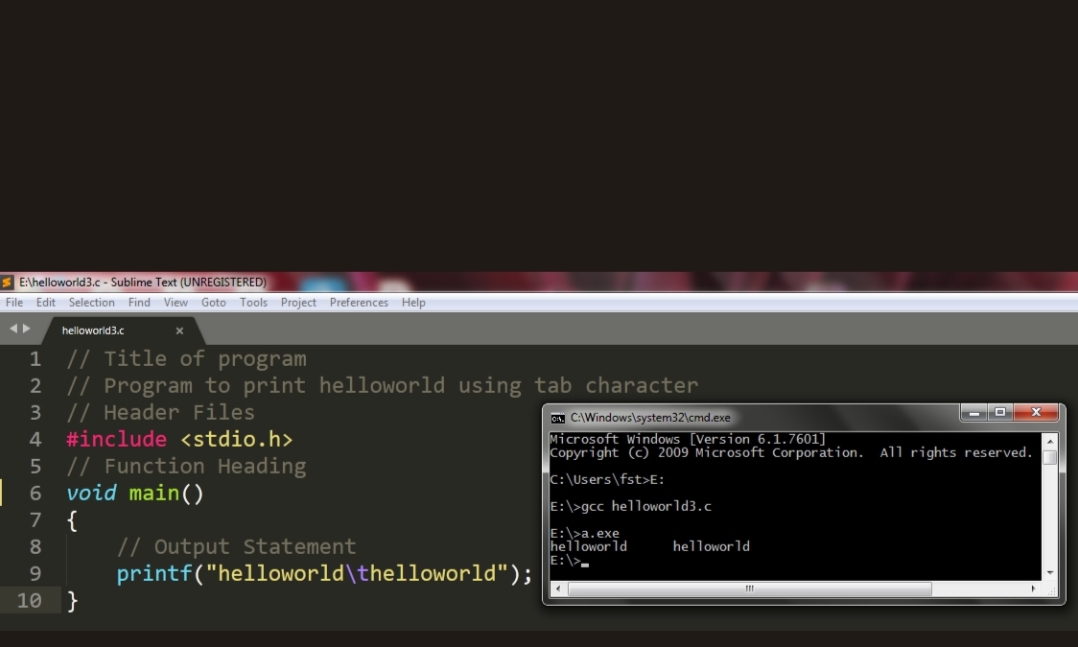 E:\helloworld3.c - Sublime Text (UNREGISTERED)
File Edit Selection Find View Goto Tools Project Preferences Help
helloworld3.c
1 // Title of program
2 // Program to print helloworld using tab character
3 // Header Files
4 #include <stdio.h>
5 // Function Heading
6 void main()
7 {
8 // Output Statement
9 printf("helloworld\thelloworld");
10 }
C:\Windows\system32\cmd.exe
Microsoft Windows [Version 6.1.7601]
Copyright (c) 2009 Microsoft Corporation. All rights reserved.
C:\Users\fst>E:
E:\>gcc helloworld3.c
E:\>a.exe
helloworld helloworld
E:\>